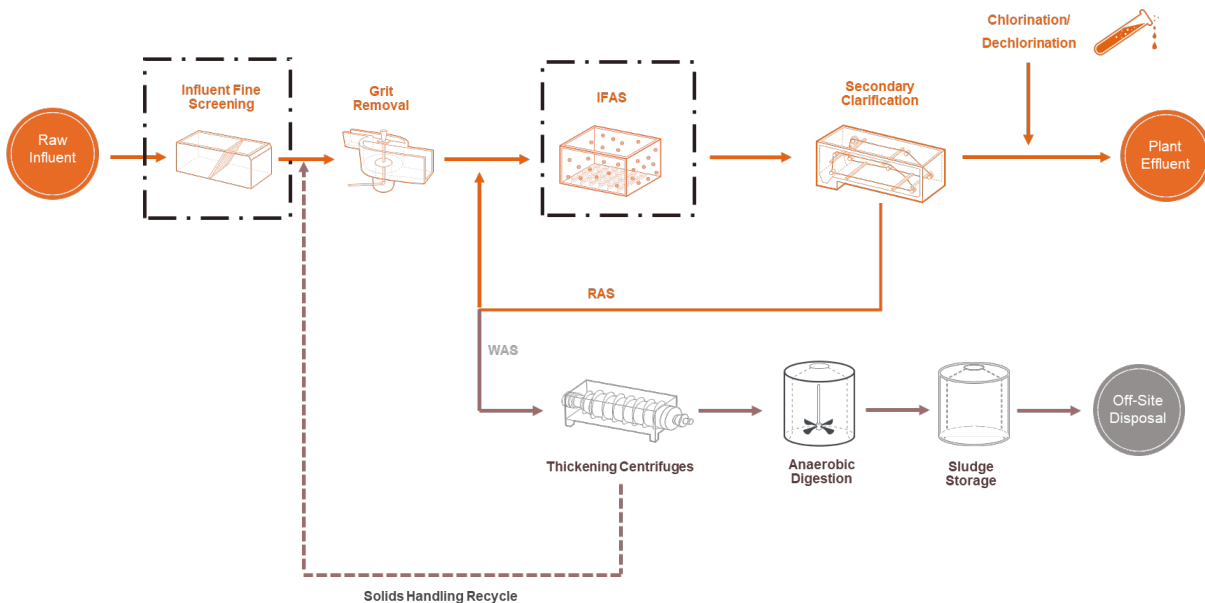 Chlorination/
Dechlorination
Influent Fine
Screening
Grit
Removal
IFAS
Secondary
Clarification
Raw
Influent
Plant
Effluent
RAS
WAS
Off-Site
Disposal
Thickening Centrifuges
Anaerobic
Digestion
Sludge
Storage
Solids Handling Recycle